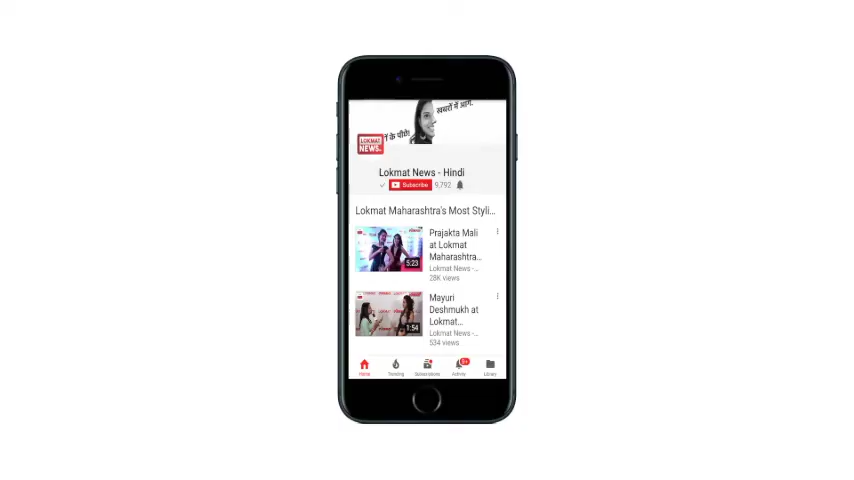 खबरों में आग,
के पीछे!
LOKMAT
NEWS
Lokmat News - Hindi
Subscribe 9,792
Lokmat Maharashtra's Most Styli...
Prajakta Mali
at Lokmat
Maharashtra...
Lokmat News -...
28K views
5:23
Mayuri
Deshmukh at
Lokmat...
Lokmat News -...
534 views
1:54
Home Trending Subscriptions Activity Library
9+